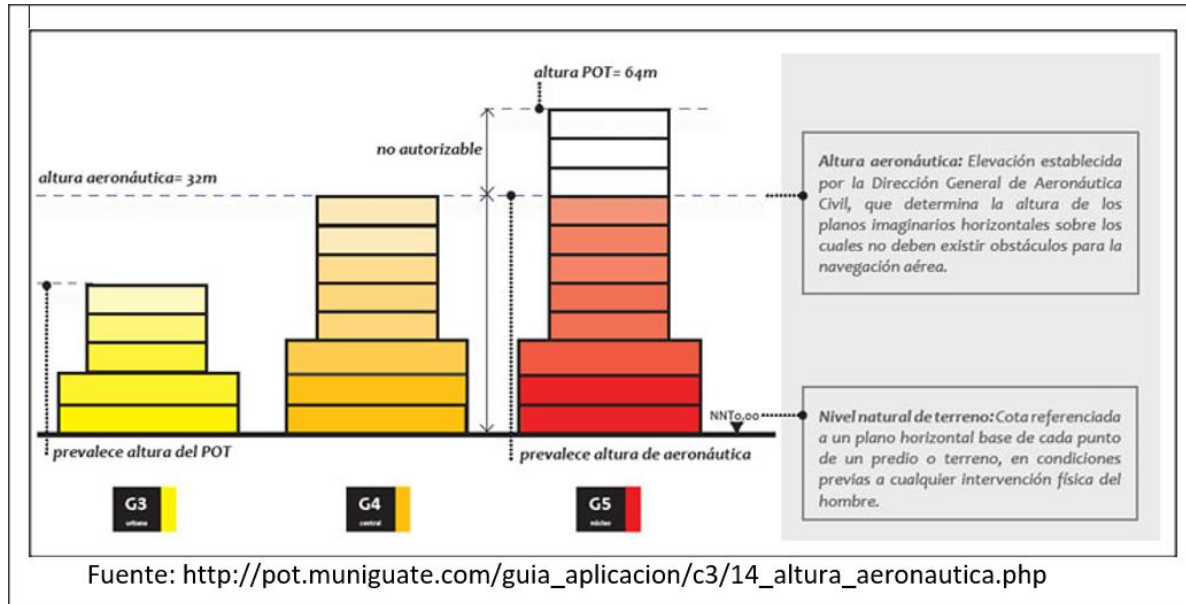 altura POT= 64m
no autorizable
altura aeronáutica= 32m
Altura aeronáutica: Elevación establecida
por la Dirección General de Aeronáutica
Civil, que determina la altura de los
planos imaginarios horizontales sobre los
cuales no deben existir obstáculos para la
navegación aérea.
NNT0.00
Nivel natural de terreno: Cota referenciada
a un plano horizontal base de cada punto
de un predio o terreno, en condiciones
previas a cualquier intervención física del
hombre.
prevalece altura del POT
prevalece altura de aeronáutica
G3
urbana
G4
central
G5
núcleo
Fuente: http://pot.muniguate.com/guia_aplicacion/c3/14_altura_aeronautica.php